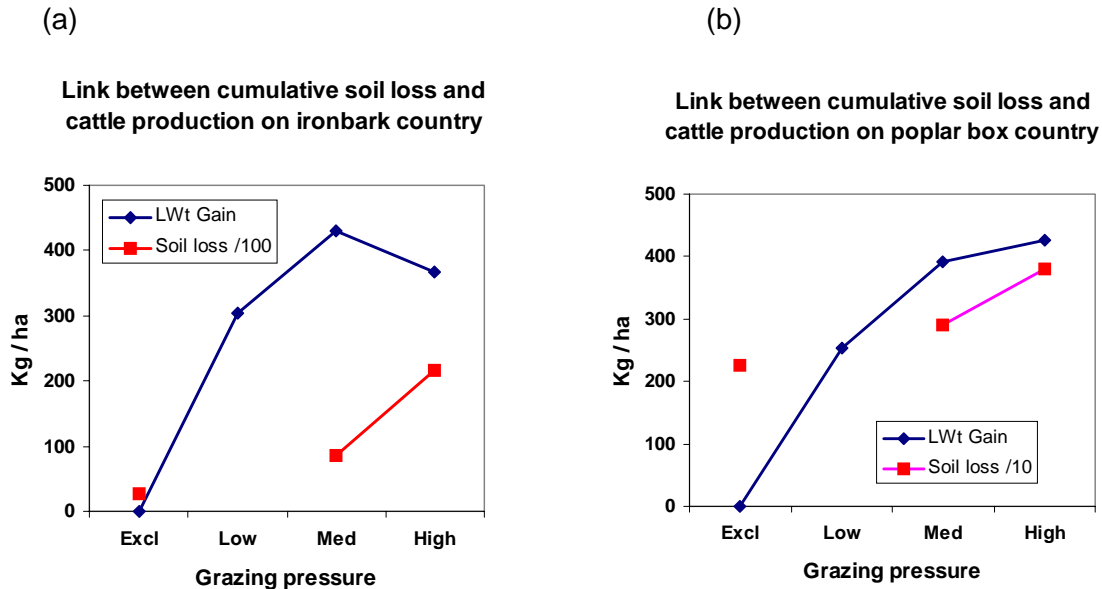 (a)
Link between cumulative soil loss and
cattle production on ironbark country
500
400
300
200
100
0
Kg / ha
LWt Gain
Soil loss /100
Excl Low Med High
Grazing pressure
(b)
Link between cumulative soil loss and
cattle production on poplar box country
500
400
300
200
100
0
Kg / ha
LWt Gain
Soil loss /10
Excl Low Med High
Grazing pressure